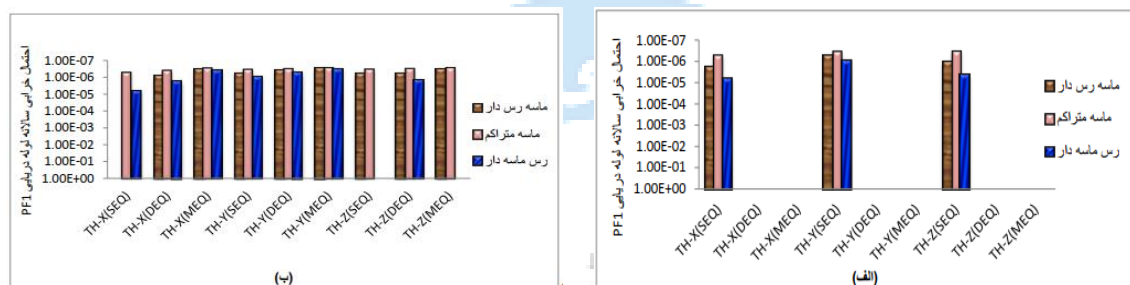 احتمال خرابی سالانه لوله دریایی PF1
1.00E-07
1.00E-06
1.00E-05
1.00E-04
1.00E-03
1.00E-02
1.00E-01
1.00E+00
ماسه رس دار
ماسه متراکم
رس ماسه دار
TH-X(SEQ)
TH-X(DEQ)
TH-X(MEQ)
TH-Y(SEQ)
TH-Y(DEQ)
TH-Y(MEQ)
TH-Z(SEQ)
TH-Z(DEQ)
TH-Z(MEQ)
(الف)
احتمال خرابی سالانه لوله دریایی PF1
1.00E-07
1.00E-06
1.00E-05
1.00E-04
1.00E-03
1.00E-02
1.00E-01
1.00E+00
ماسه رس دار
ماسه متراکم
رس ماسه دار
TH-X(SEQ)
TH-X(DEQ)
TH-X(MEQ)
TH-Y(SEQ)
TH-Y(DEQ)
TH-Y(MEQ)
TH-Z(SEQ)
TH-Z(DEQ)
TH-Z(MEQ)
(ب)